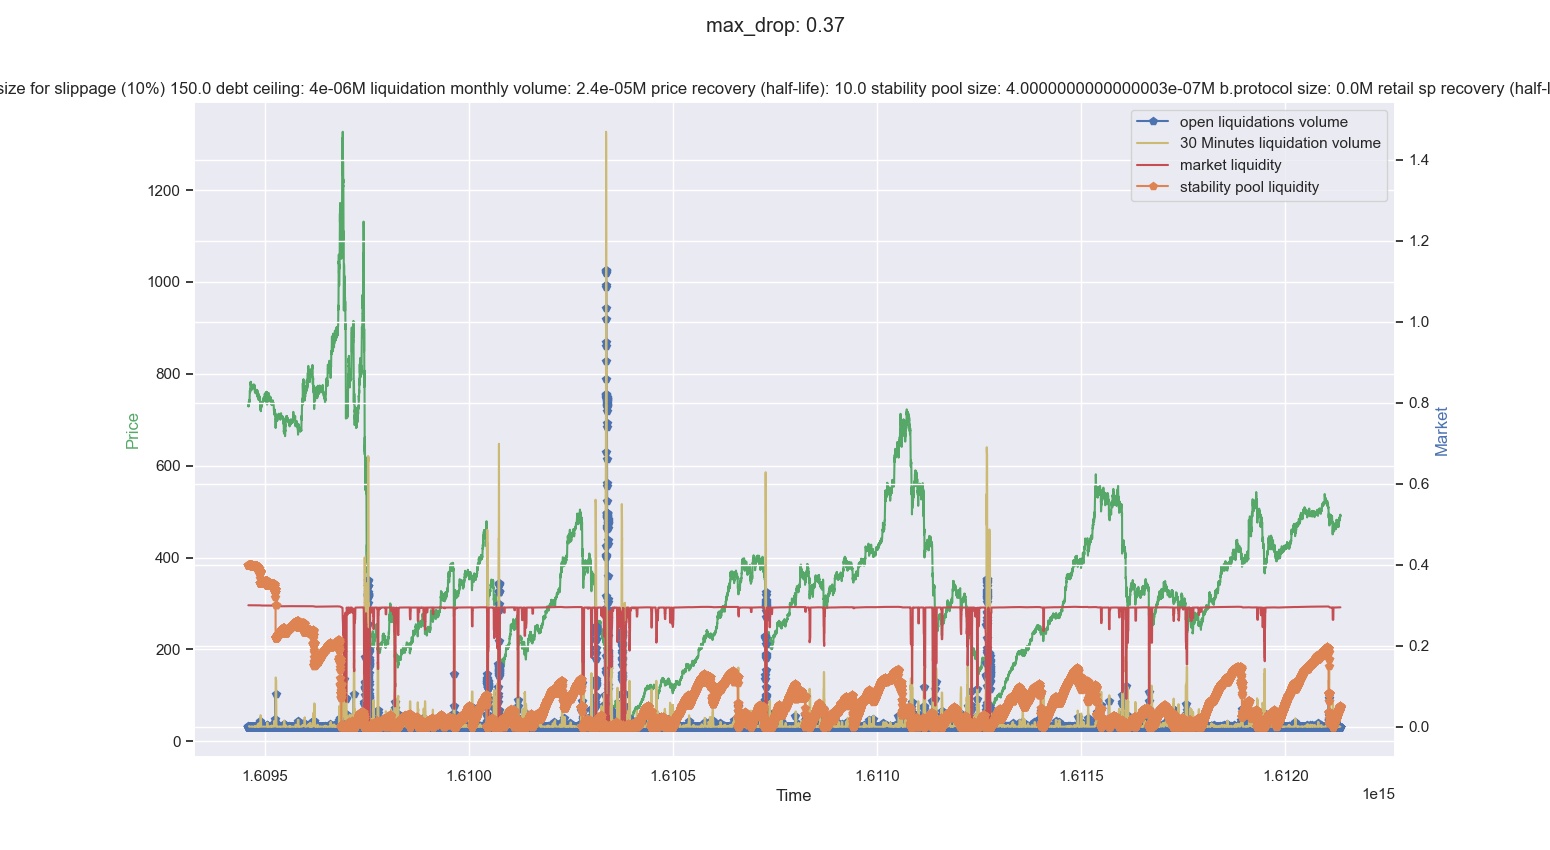 max_drop: 0.37
size for slippage (10%) 150.0 debt ceiling: 4e-06M liquidation monthly volume: 2.4e-05M price recovery (half-life): 10.0 stability pool size: 4.0000000000000003e-07M b.protocol size: 0.0M retail sp recovery (half-l
open liquidations volume
30 Minutes liquidation volume
market liquidity
stability pool liquidity
1200
1000
800
600
400
200
0
Price
1.4
1.2
1.0
0.8
0.6
0.4
0.2
0.0
Market
1.6095 1.6100 1.6105 1.6110 1.6115 1.6120
Time
1e15